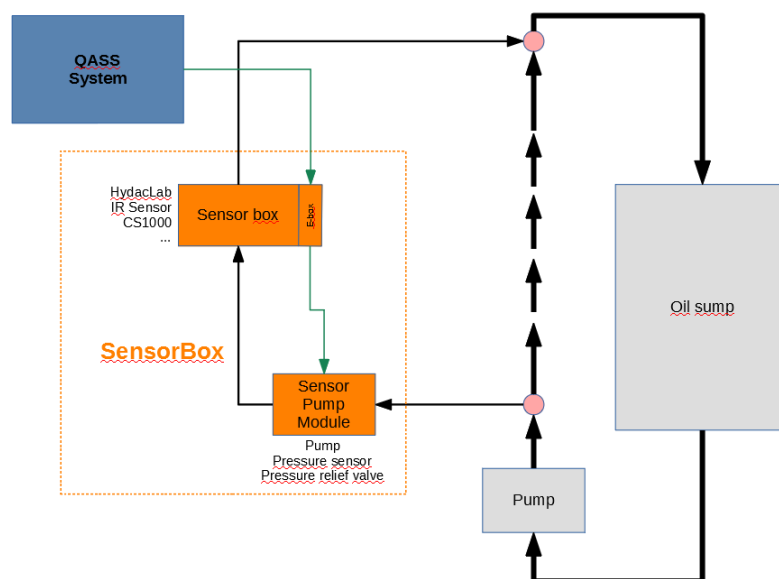 QASS
System
HydacLab
IR Sensor
CS1000
...
Sensor box
E-box
Oil sump
SensorBox
Sensor
Pump
Module
Pump
Pressure sensor
Pressure relief valve
Pump